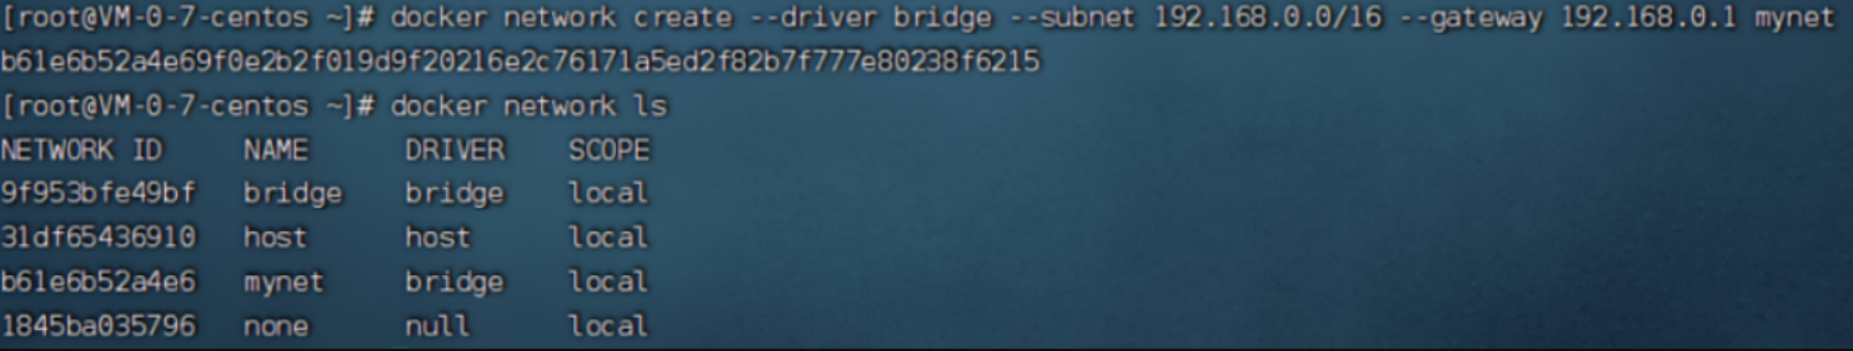 [root@VM-0-7-centos ~]# docker network create --driver bridge --subnet 192.168.0.0/16 --gateway 192.168.0.1 mynet
b61e6b52a4e69f0e2b2f019d9f20216e2c76171a5ed2f82b7f777e80238f6215
[root@VM-0-7-centos ~]# docker network ls
NETWORK ID     NAME      DRIVER    SCOPE
9f953bfe49bf   bridge    bridge    local
31df65436910   host      host      local
b61e6b52a4e6   mynet     bridge    local
1845ba035796   none      null      local